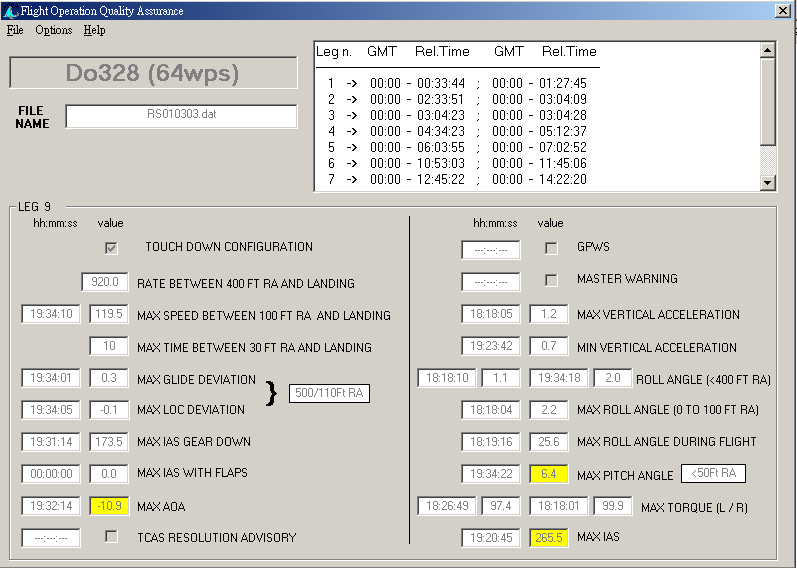 Flight Operation Quality Assurance
File Options Help
Do328 (64wps)
FILE NAME RS010303.dat
Leg n. GMT Rel.Time GMT Rel.Time
1 -> 00:00 - 00:33:44 ; 00:00 - 01:27:45
2 -> 00:00 - 02:33:51 ; 00:00 - 03:04:09
3 -> 00:00 - 03:04:23 ; 00:00 - 03:04:28
4 -> 00:00 - 04:34:23 ; 00:00 - 05:12:37
5 -> 00:00 - 06:03:55 ; 00:00 - 07:02:52
6 -> 00:00 - 10:53:03 ; 00:00 - 11:45:06
7 -> 00:00 - 12:45:22 ; 00:00 - 14:22:20
LEG 9
hh:mm:ss value
TOUCH DOWN CONFIGURATION
920.0 RATE BETWEEN 400 FT RA AND LANDING
19:34:10 119.5 MAX SPEED BETWEEN 100 FT RA AND LANDING
10 MAX TIME BETWEEN 30 FT RA AND LANDING
19:34:01 0.3 MAX GLIDE DEVIATION
19:34:05 -0.1 MAX LOC DEVIATION
} 500/110Ft RA
19:31:14 173.5 MAX IAS GEAR DOWN
00:00:00 0.0 MAX IAS WITH FLAPS
19:32:14 -10.9 MAX AOA
---:---:--- TCAS RESOLUTION ADVISORY
hh:mm:ss value
---:---:--- GPWS
---:---:--- MASTER WARNING
18:18:05 1.2 MAX VERTICAL ACCELERATION
19:23:42 0.7 MIN VERTICAL ACCELERATION
18:18:10 1.1 19:34:18 2.0 ROLL ANGLE (<400 FT RA)
18:18:04 2.2 MAX ROLL ANGLE (0 TO 100 FT RA)
18:19:16 25.6 MAX ROLL ANGLE DURING FLIGHT
19:34:22 6.4 MAX PITCH ANGLE <50Ft RA
18:26:49 97.4 18:18:01 99.9 MAX TORQUE (L / R)
19:20:45 265.5 MAX IAS